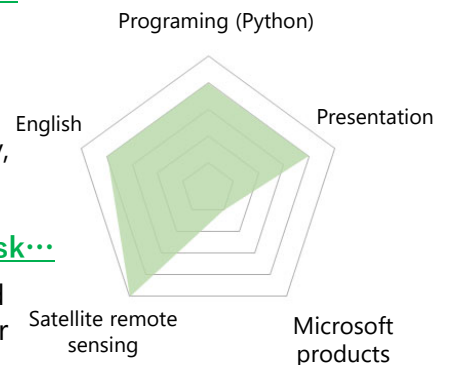 Programing (Python)
Presentation
English
y,
sk…
d
r
Satellite remote
sensing
Microsoft
products